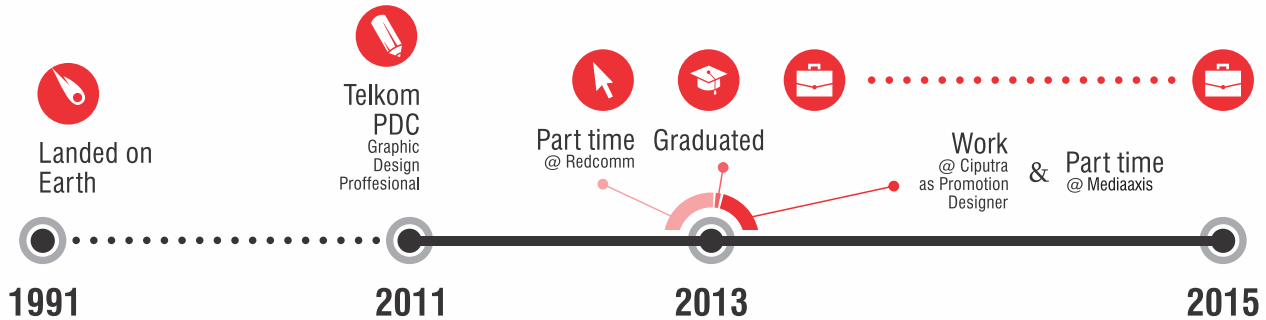 Landed on
Earth
Telkom
PDC
Graphic
Design
Proffesional
Part time
@ Redcomm
Graduated
Work
@ Ciputra
as Promotion
Designer
&
Part time
@ Mediaaxis
1991
2011
2013
2015